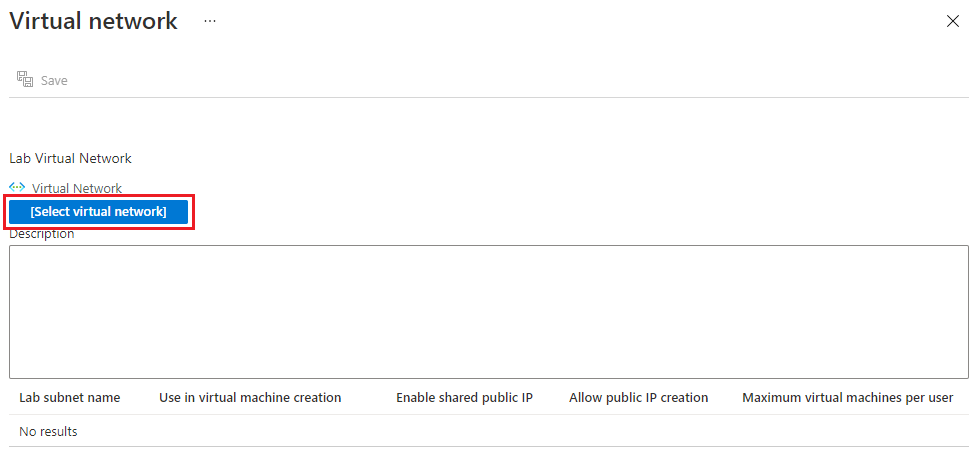 Virtual network ...
Save
Lab Virtual Network
Virtual Network
[Select virtual network]
Description
Lab subnet name Use in virtual machine creation Enable shared public IP Allow public IP creation Maximum virtual machines per user
No results